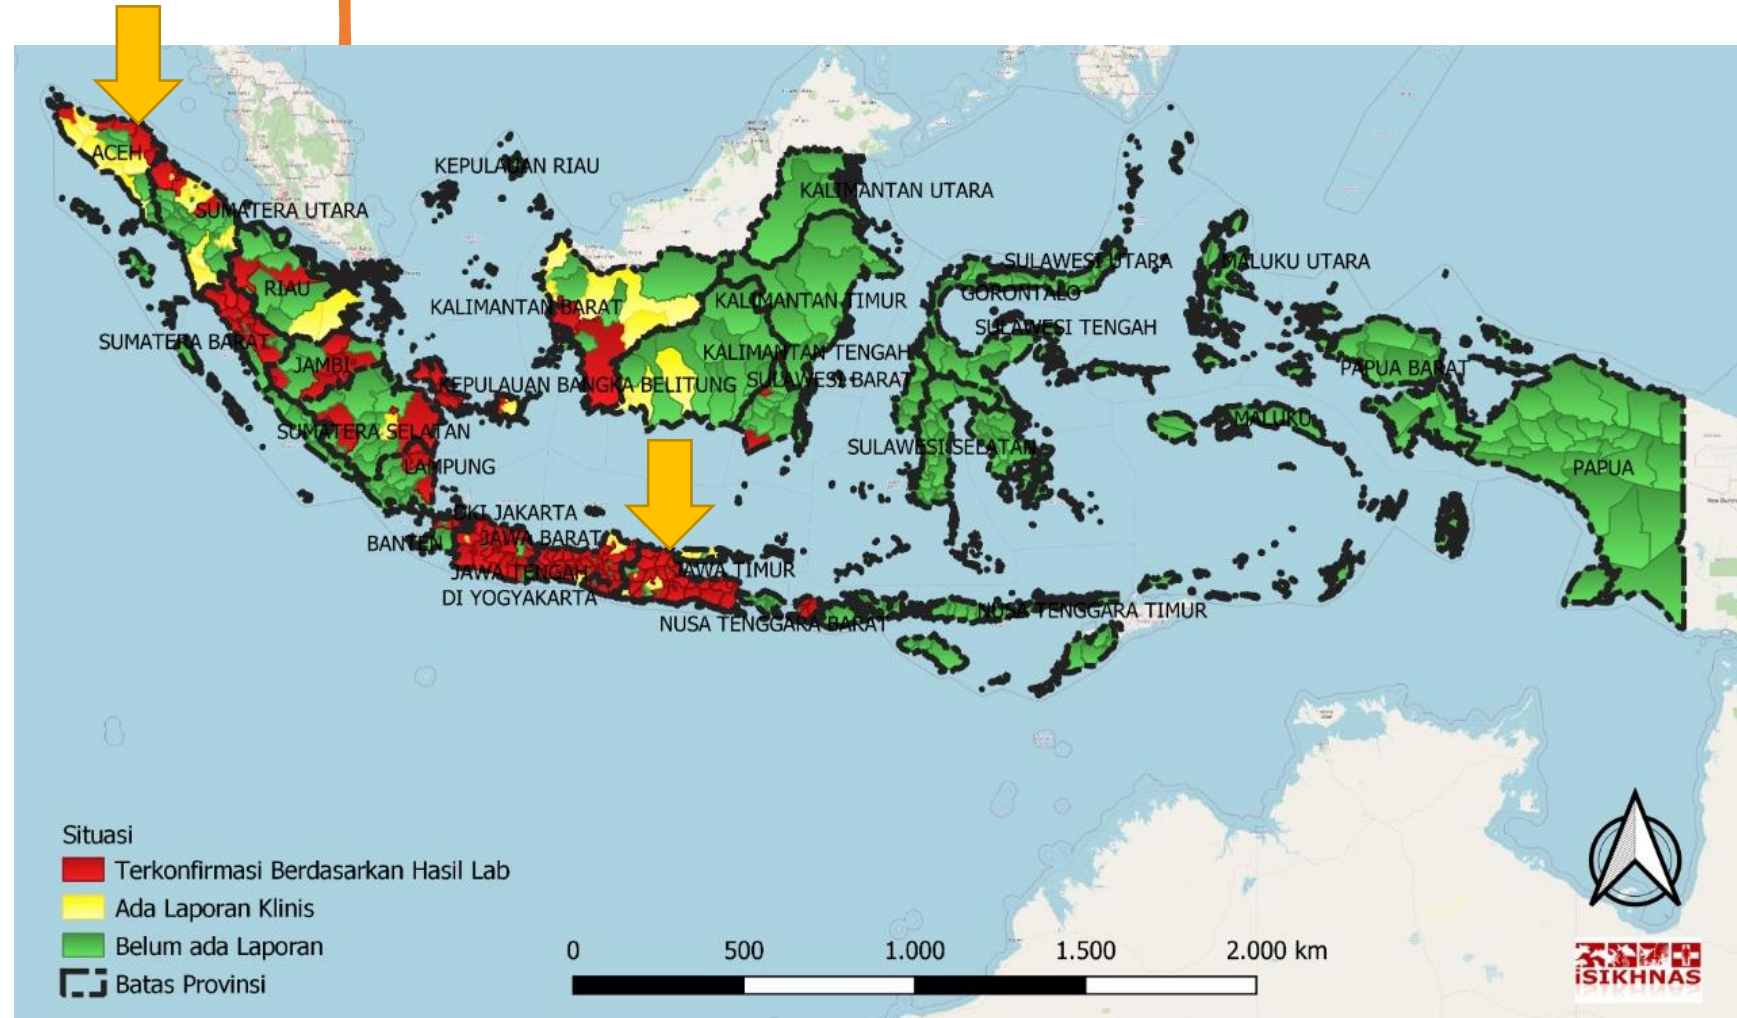 ACEH
KEPULAUAN RIAU
KALIMANTAN UTARA
SUMATERA UTARA
SULAWESI UTARA
MALUKU UTARA
RIAU
GORONTALO
KALIMANTAN BARAT
KALIMANTAN TIMUR
SULAWESI TENGAH
SUMATERA BARAT
JAMBI
KALIMANTAN TENGAH
PAPUA BARAT
KEPULAUAN BANGKA BELITUNG
SULAWESI BARAT
MALUKU
SUMATERA SELATAN
SULAWESI SELATAN
LAMPUNG
PAPUA
DKI JAKARTA
BANTEN
JAWA BARAT
JAWA TENGAH
JAWA TIMUR
DI YOGYAKARTA
NUSA TENGGARA BARAT
NUSA TENGGARA TIMUR
Situasi
Terkonfirmasi Berdasarkan Hasil Lab
Ada Laporan Klinis
Belum ada Laporan
Batas Provinsi
0 500 1.000 1.500 2.000 km
iSIKHNAS